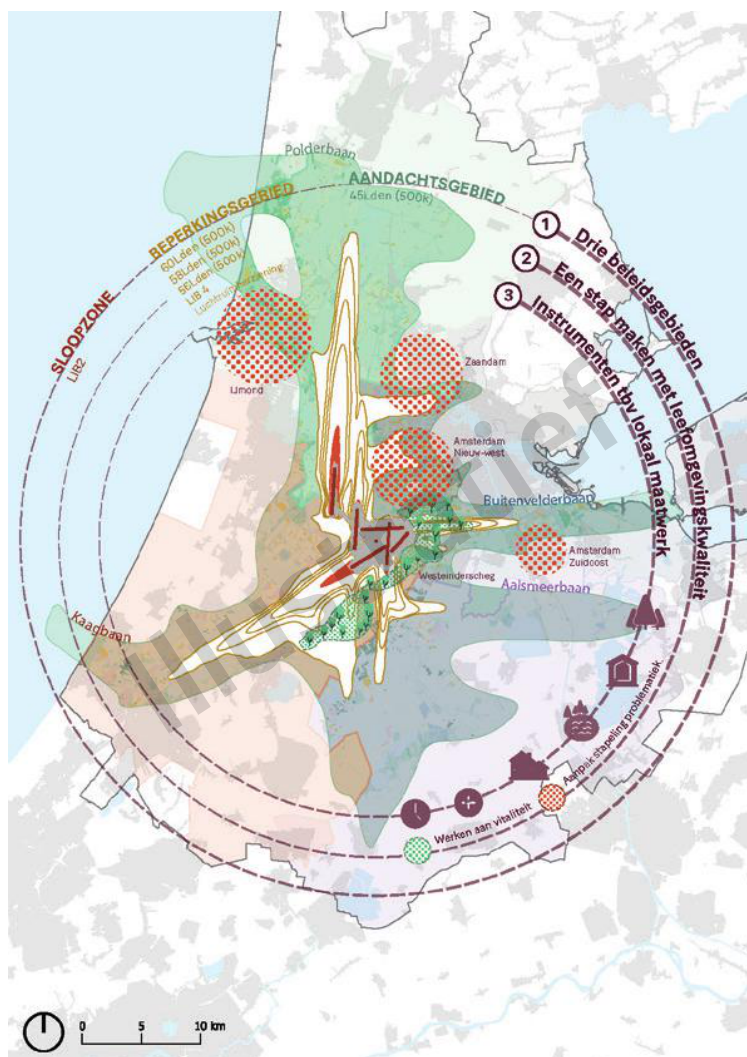 Polderbaan
AANDACHTSGEBIED
45Lden (500k)
BEPERKINGSGEBIED
60Lden (500k)
58Lden (500k)
56Lden (500k)
LIB 4
SLOOPZONE
LIB2
1 Drie beleidsgebieden
2 Een stap maken met leefomgevingskwaliteit
3 Instrumenten tbv lokaal maatwerk
IJmond
Zaandam
Amsterdam
Nieuw-west
Buitenvelderbaan
Amsterdam
Zuidoost
Westeinderscheg
Aalsmeerbaan
Kaagbaan
Illustratief
Aanpak stapeling problematiek
Werken aan vitaliteit
0 5 10 km